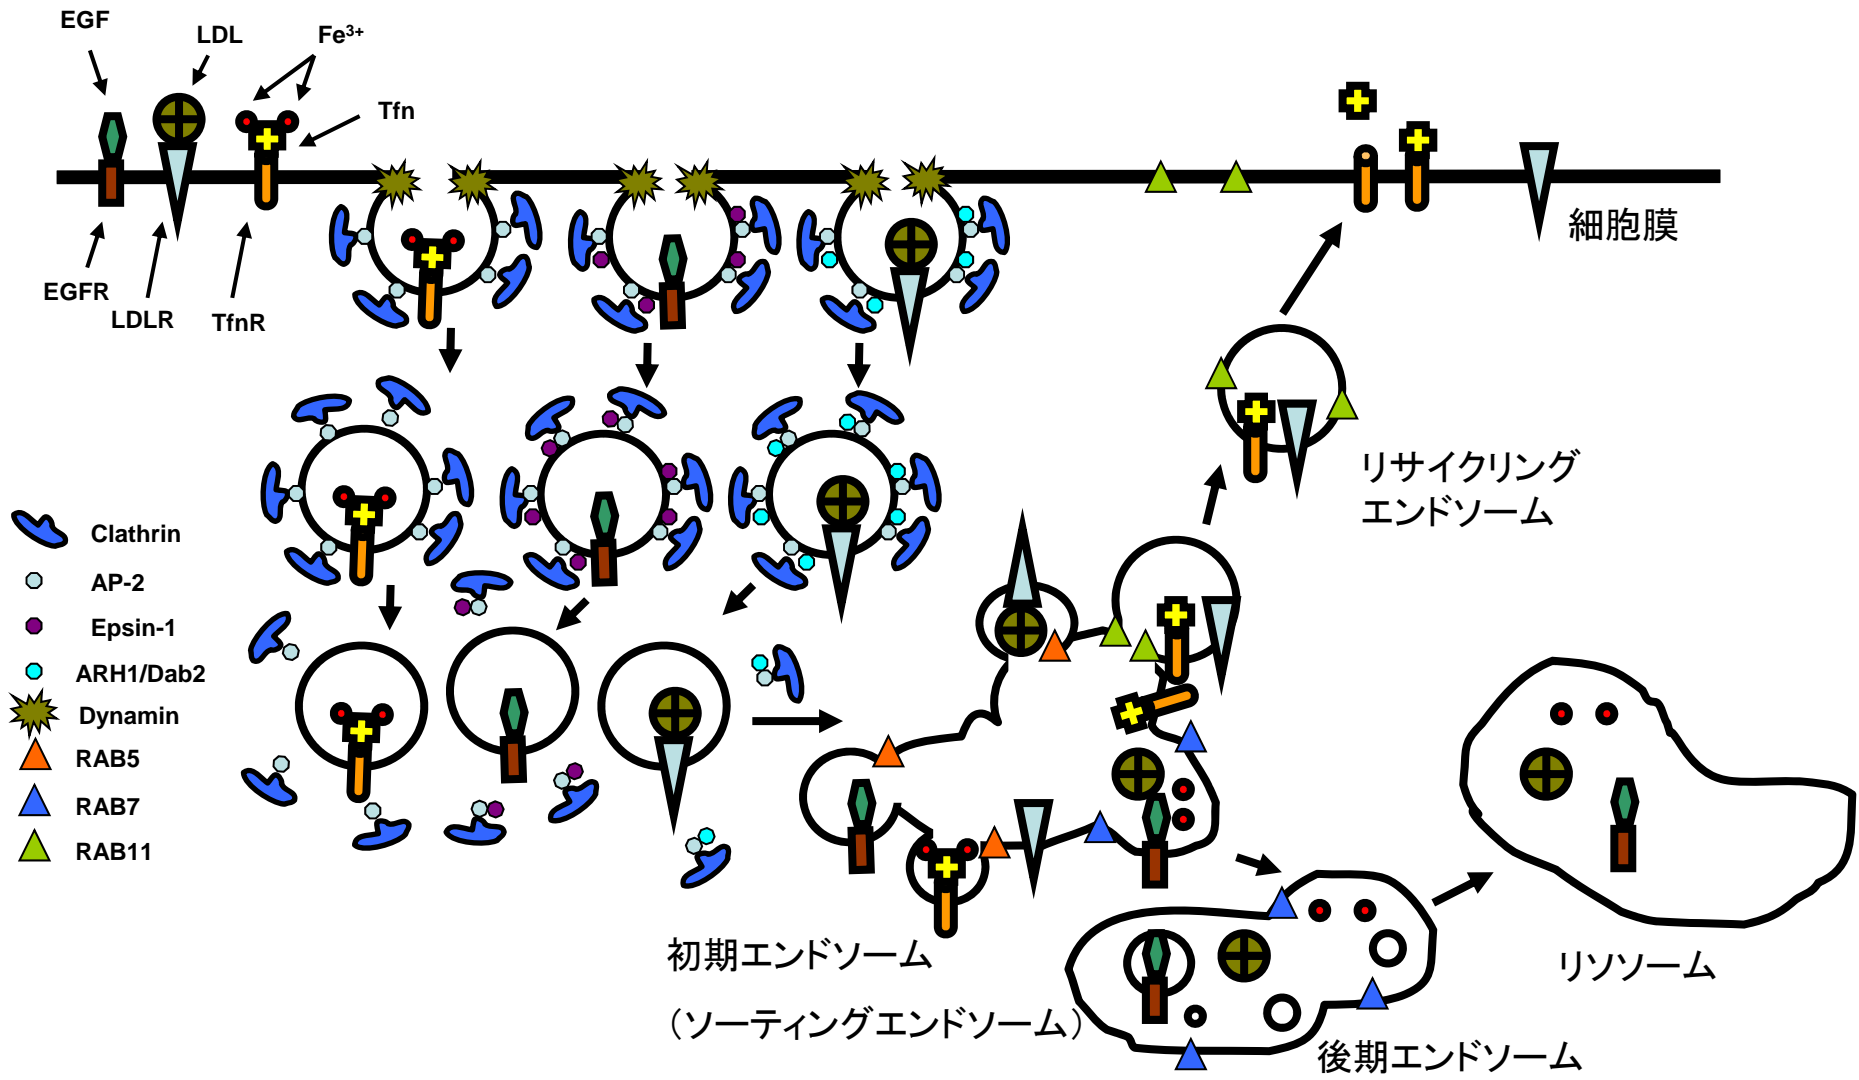 EGF
LDL
Fe³⁺
Tfn
EGFR
LDLR
TfnR
細胞膜
リサイクリング
エンドソーム
Clathrin
AP-2
Epsin-1
ARH1/Dab2
Dynamin
RAB5
RAB7
RAB11
初期エンドソーム
（ソーティングエンドソーム）
後期エンドソーム
リソソーム